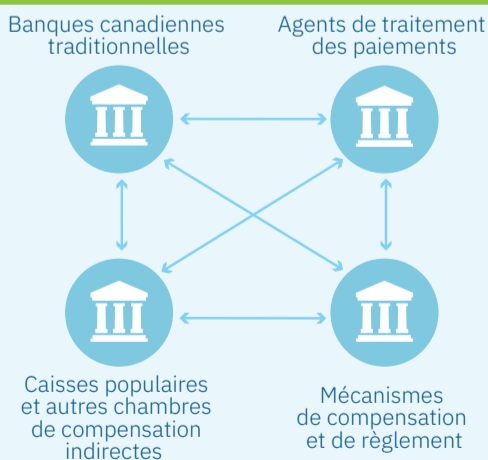 Banques canadiennes
traditionnelles
Agents de traitement
des paiements
Caisses populaires
et autres chambres
de compensation
indirectes
Mécanismes
de compensation
et de règlement